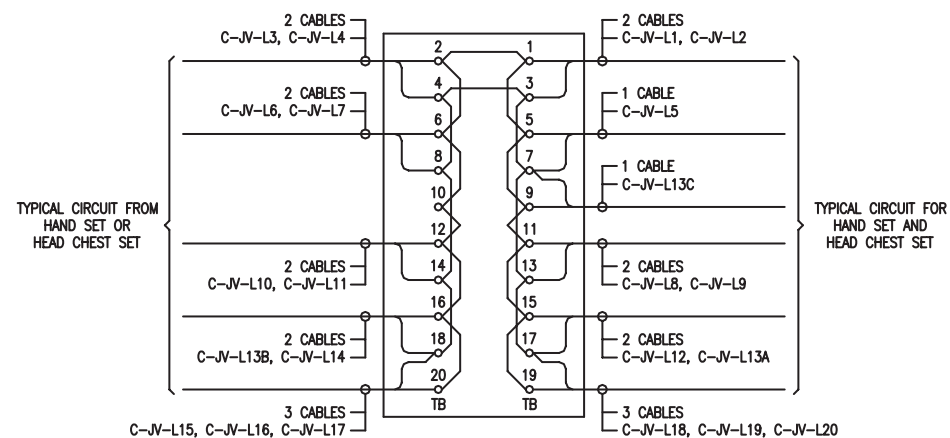 2 CABLES
C-JV-L3, C-JV-L4
2 CABLES
C-JV-L6, C-JV-L7
TYPICAL CIRCUIT FROM
HAND SET OR
HEAD CHEST SET
2 CABLES
C-JV-L10, C-JV-L11
2 CABLES
C-JV-L13B, C-JV-L14
3 CABLES
C-JV-L15, C-JV-L16, C-JV-L17
2
4
6
8
10
12
14
16
18
20
TB
1
3
5
7
9
11
13
15
17
19
TB
2 CABLES
C-JV-L1, C-JV-L2
1 CABLE
C-JV-L5
1 CABLE
C-JV-L13C
TYPICAL CIRCUIT FOR
HAND SET AND
HEAD CHEST SET
2 CABLES
C-JV-L8, C-JV-L9
2 CABLES
C-JV-L12, C-JV-L13A
3 CABLES
C-JV-L18, C-JV-L19, C-JV-L20